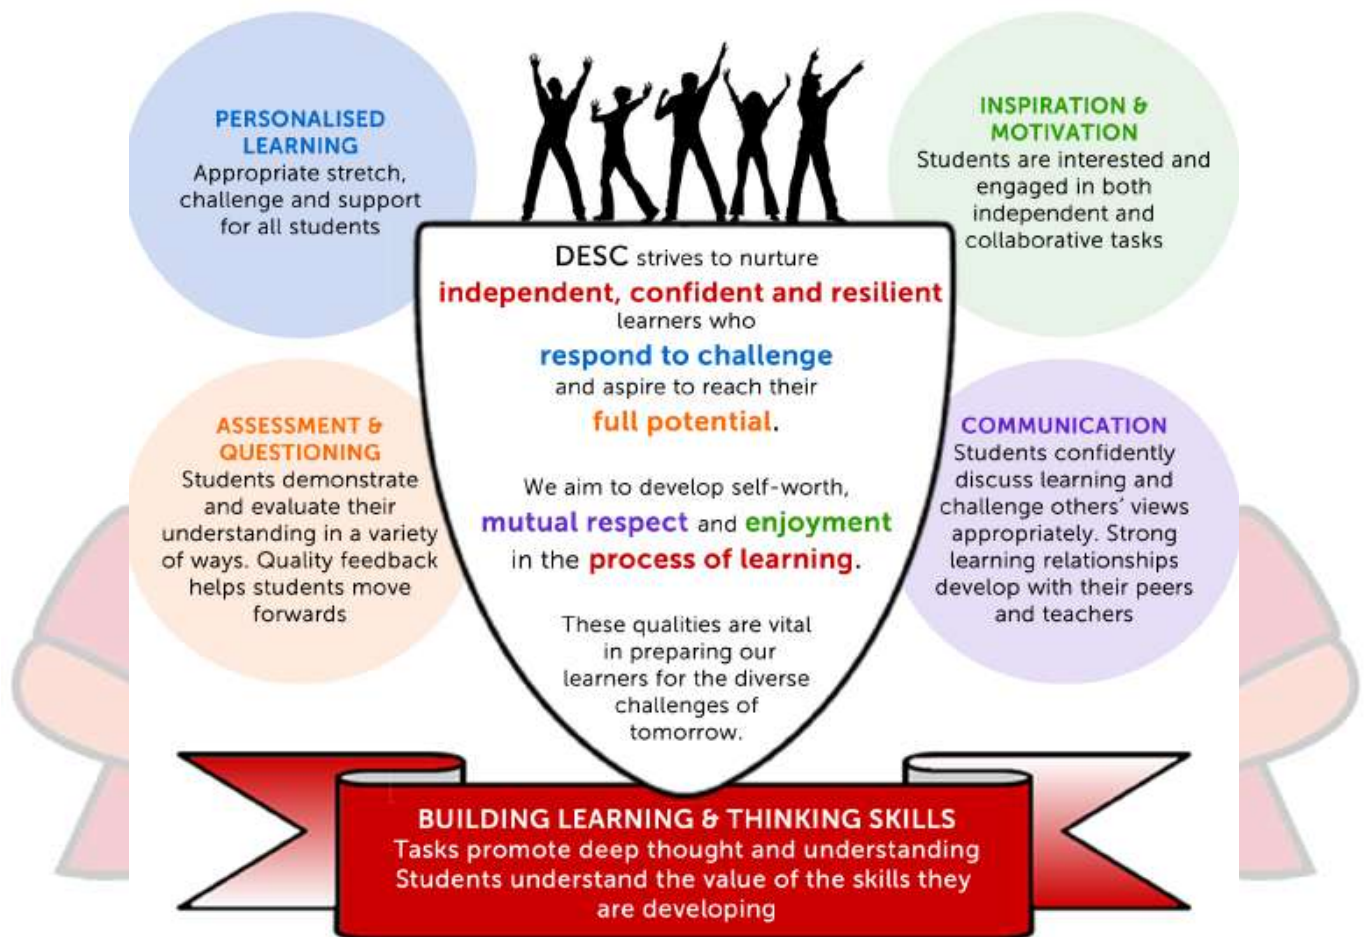 PERSONALISED
LEARNING
Appropriate stretch,
challenge and support
for all students
INSPIRATION &
MOTIVATION
Students are interested and
engaged in both
independent and
collaborative tasks
DESC strives to nurture
independent, confident and resilient
learners who
respond to challenge
and aspire to reach their
full potential.
We aim to develop self-worth,
mutual respect and enjoyment
in the process of learning.
These qualities are vital
in preparing our
learners for the diverse
challenges of
tomorrow.
ASSESSMENT &
QUESTIONING
Students demonstrate
and evaluate their
understanding in a variety
of ways. Quality feedback
helps students move
forwards
COMMUNICATION
Students confidently
discuss learning and
challenge others' views
appropriately. Strong
learning relationships
develop with their peers
and teachers
BUILDING LEARNING & THINKING SKILLS
Tasks promote deep thought and understanding
Students understand the value of the skills they
are developing